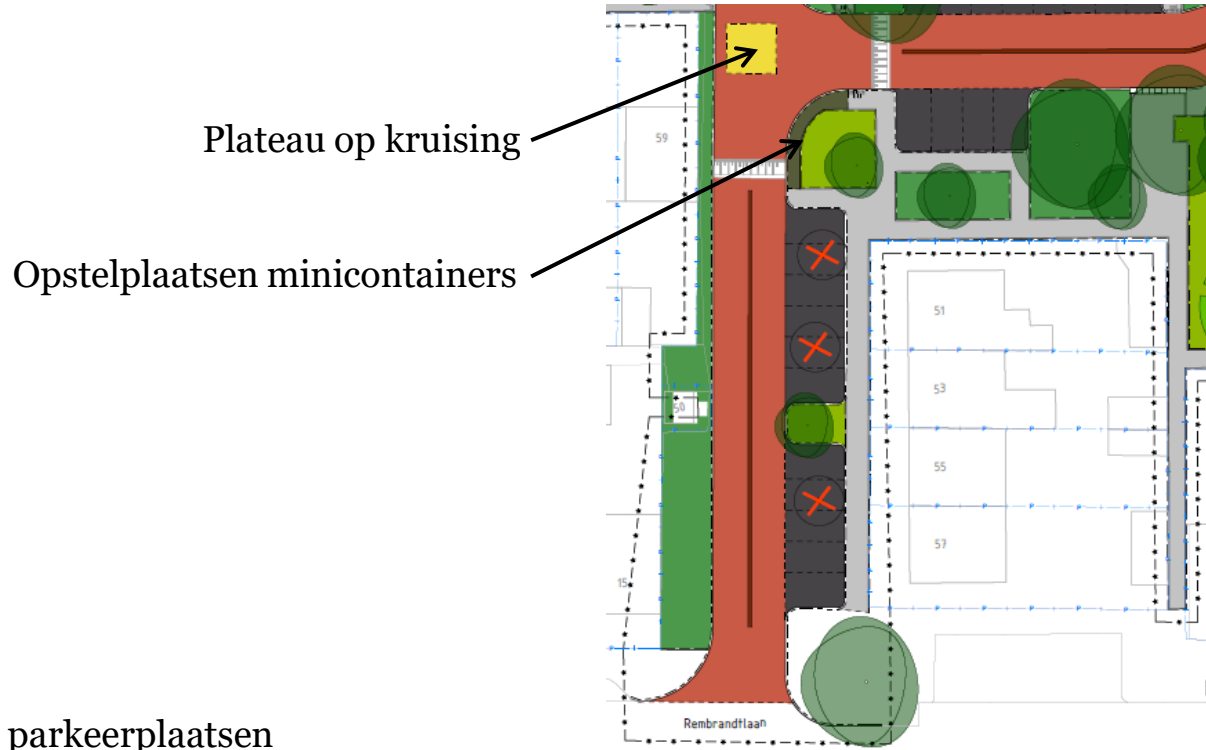 Plateau op kruising
Opstelplaatsen minicontainers
parkeerplaatsen
59
51
53
50
55
57
15
Rembrandtlaan